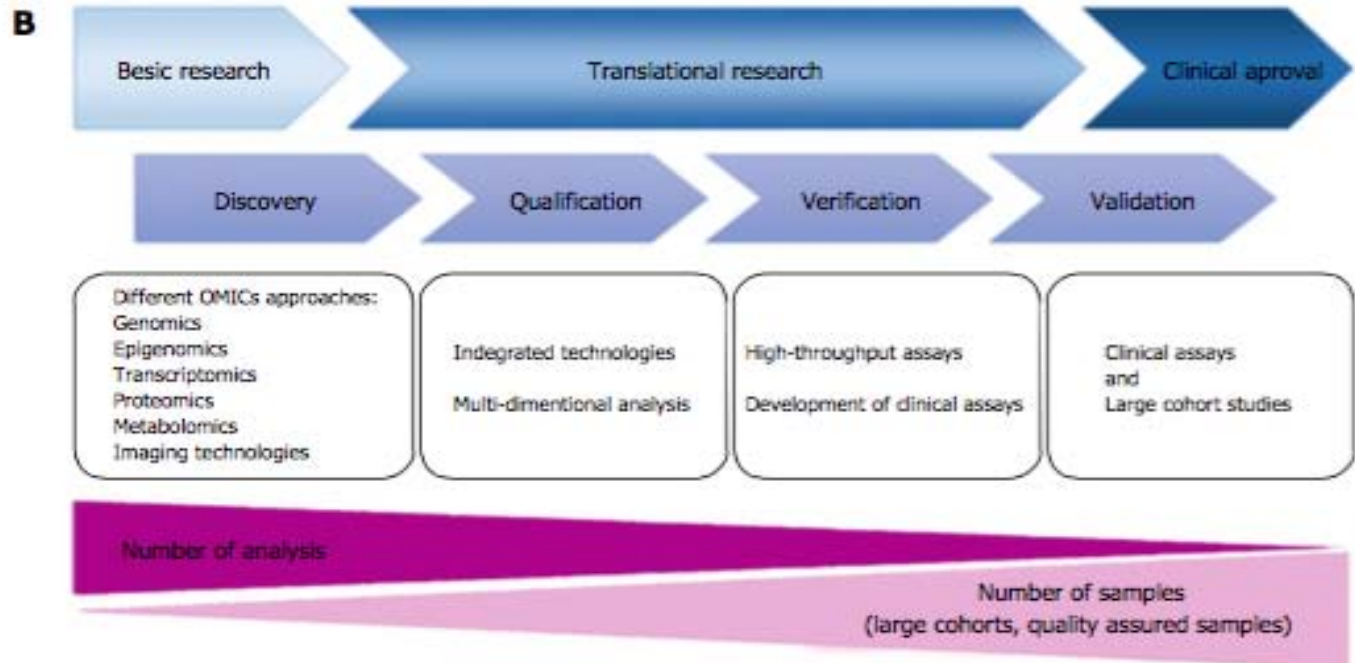 B
Besic research
Translational research
Clinical aproval
Discovery
Qualification
Verification
Validation
Different OMICs approaches:
Genomics
Epigenomics
Transcriptomics
Proteomics
Metabolomics
Imaging technologies
Indegrated technologies
Multi-dimentional analysis
High-throughput assays
Development of clinical assays
Clinical assays
and
Large cohort studies
Number of analysis
Number of samples
(large cohorts, quality assured samples)